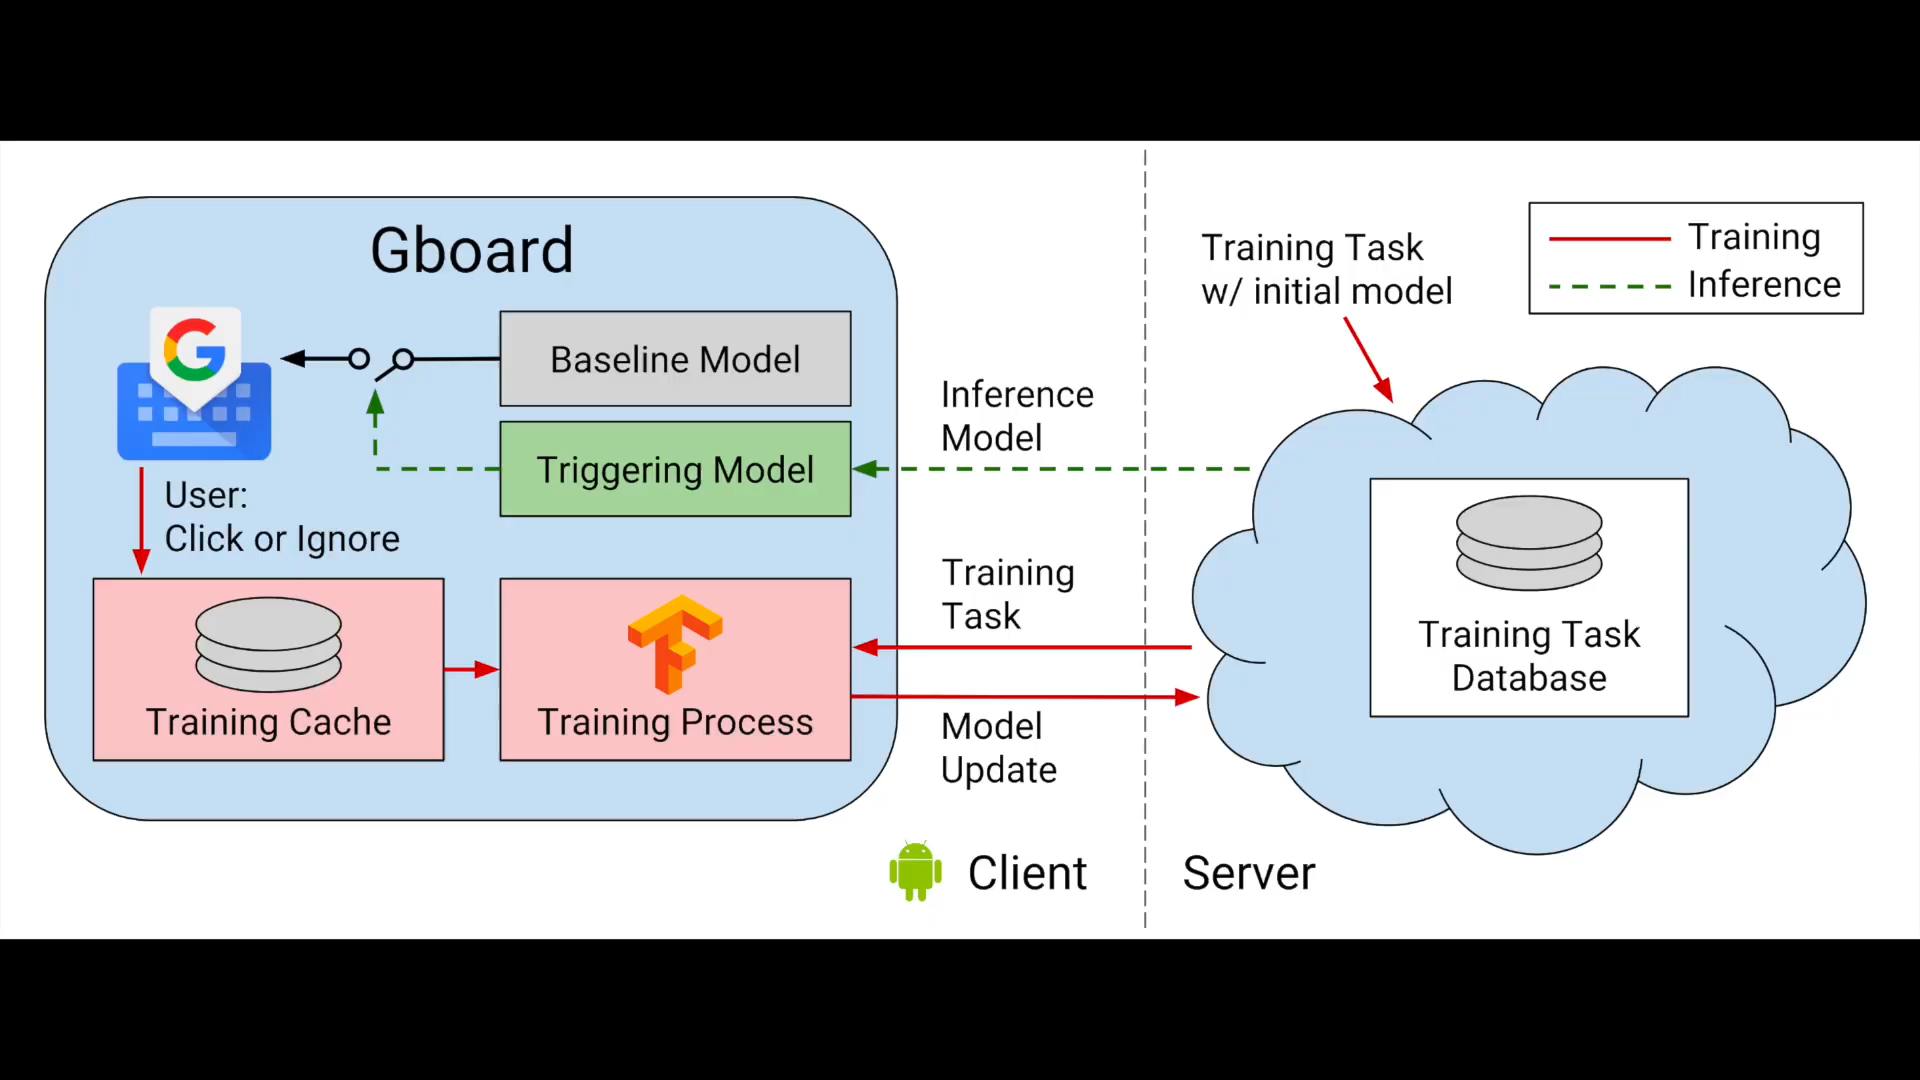 Gboard
Baseline Model
Triggering Model
User:
Click or Ignore
Training Cache
Training Process
Inference
Model
Training
Task
Model
Update
Client
Server
Training Task
w/ initial model
Training
Inference
Training Task
Database